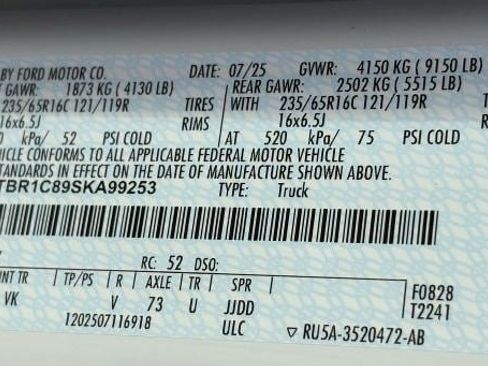 BY FORD MOTOR CO. DATE: 07/25 GVWR: 4150 KG ( 9150 LB)
GAWR: 1873 KG ( 4130 LB) REAR GAWR: 2502 KG ( 5515 LB)
235/65R16C 121/119R TIRES WITH 235/65R16C 121/119R
16x6.5J RIMS 16x6.5J
kPa/ 52 PSI COLD AT 520 kPa/ 75 PSI COLD
VEHICLE CONFORMS TO ALL APPLICABLE FEDERAL MOTOR VEHICLE
IN EFFECT ON THE DATE OF MANUFACTURE SHOWN ABOVE.
TBR1C89SKA99253 TYPE: Truck
RC: 52 DSO:
INT TR TP/PS R AXLE TR SPR F0828
VK V 73 U JJDD T2241
1202507116918 ULC ▽ RU5A-3520472-AB